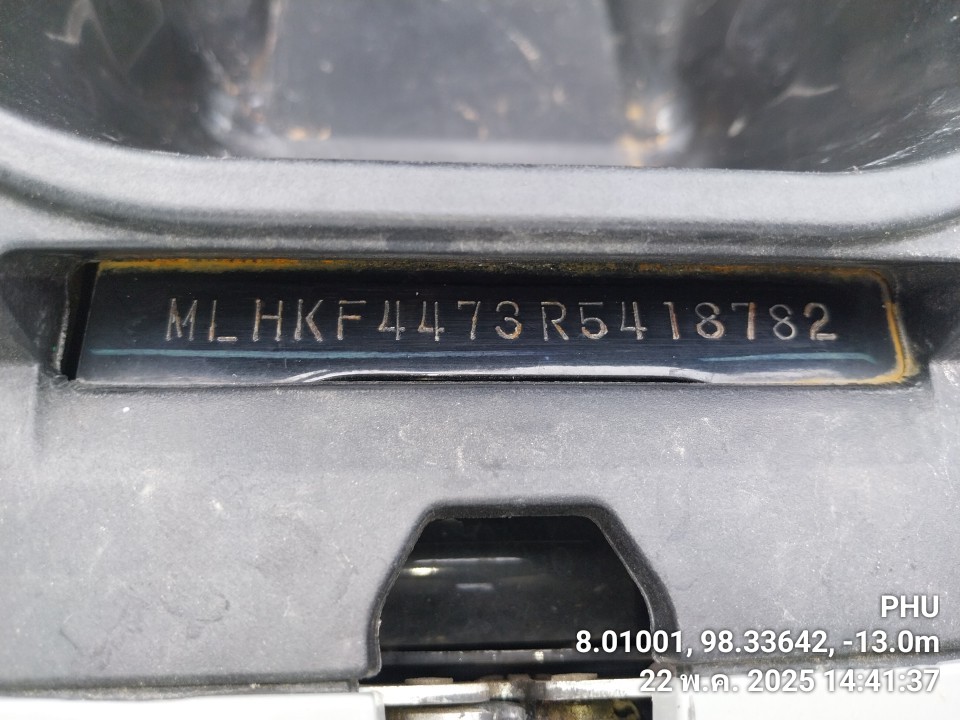 MLHKF4473R5418782
PHU
8.01001, 98.33642, -13.0m
22 พ.ค. 2025 14:41:37